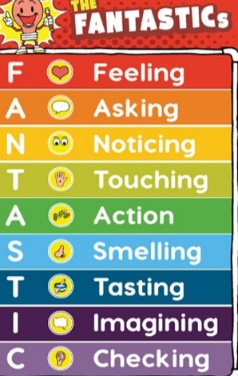 THE
FANTASTICs
F Feeling
A Asking
N Noticing
T Touching
A Action
S Smelling
T Tasting
I Imagining
C Checking